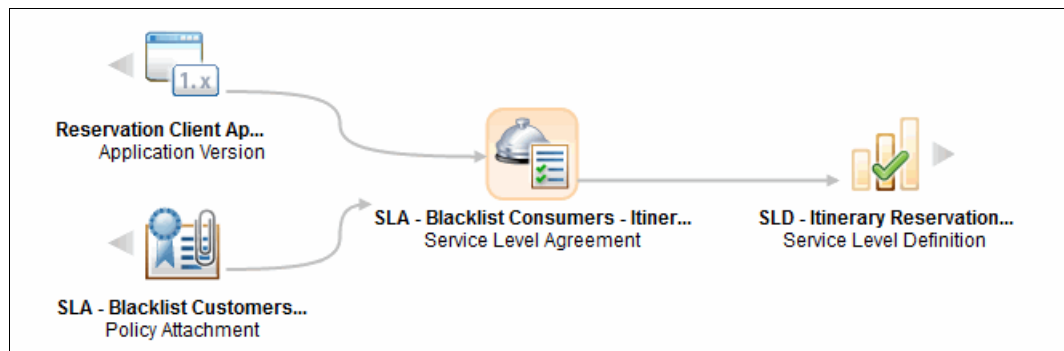 1.x
Reservation Client Ap...
Application Version
SLA - Blacklist Consumers - Itiner...
Service Level Agreement
SLD - Itinerary Reservation...
Service Level Definition
SLA - Blacklist Customers...
Policy Attachment